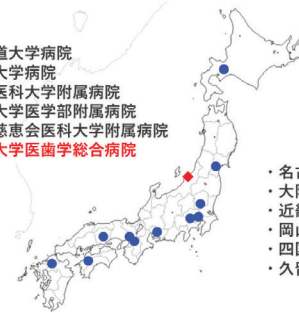 道大学病院
大学病院
医科大学附属病院
大学医学部附属病院
慈恵会医科大学附属病院
大学医歯学総合病院
・名古
・大阪
・近畿
・岡山
・四国
・久留